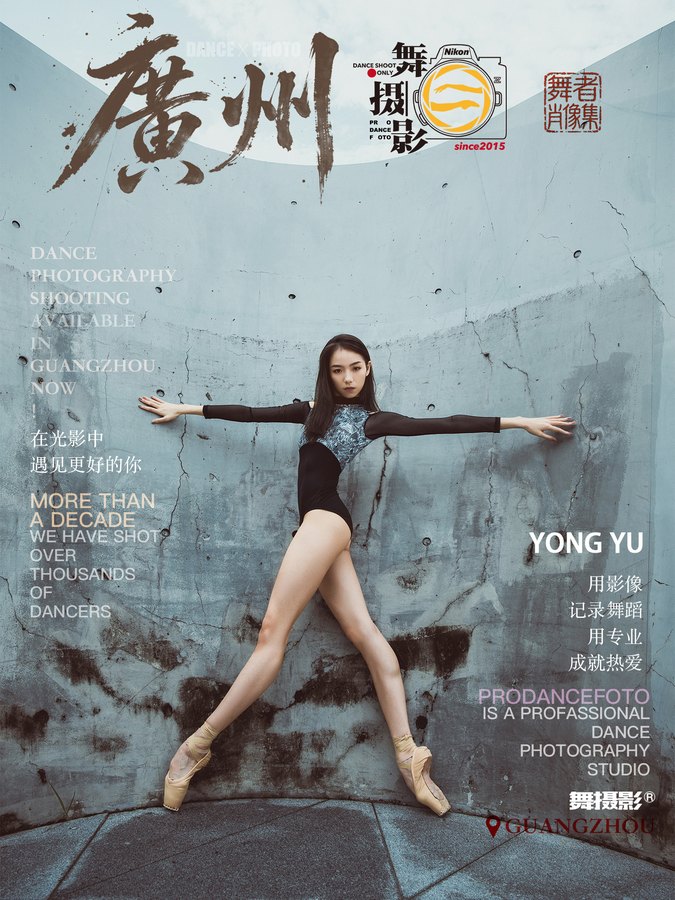 廣州
DANCE × PHOTO
DANCE SHOOT
ONLY
舞
摄
影
PRO
DANCE
FOTO
Nikon
since2015
舞者
肖像集
DANCE
PHOTOGRAPHY
SHOOTING
AVAILABLE
IN
GUANGZHOU
NOW
!
在光影中
遇见更好的你
MORE THAN
A DECADE
WE HAVE SHOT
OVER
THOUSANDS
OF
DANCERS
YONG YU
用影像
记录舞蹈
用专业
成就热爱
PRODANCEFOTO
IS A PROFASSIONAL
DANCE
PHOTOGRAPHY
STUDIO
舞摄影®
GUANGZHOU